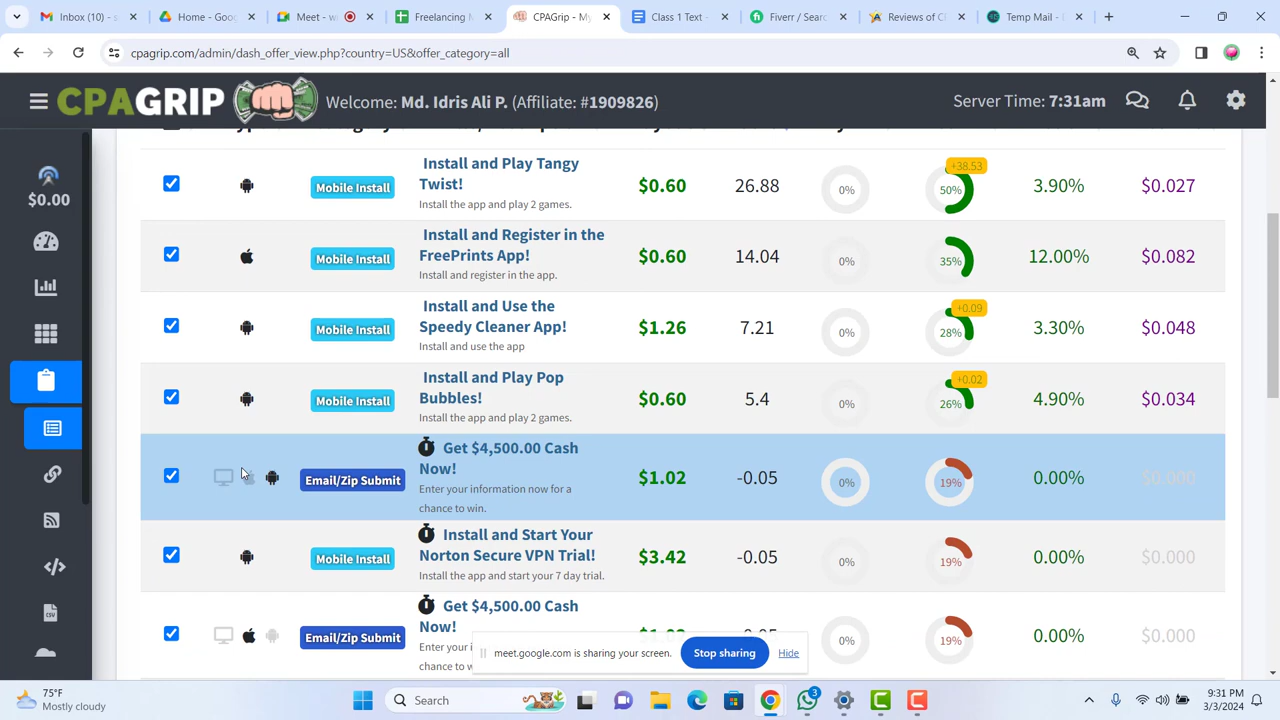 Inbox (10) - s
Home - Goo
Meet - w
Freelancing M
CPAGrip - My
Class 1 Text -
Fiverr / Searc
Reviews of C
Temp Mail -
cpagrip.com/admin/dash_offer_view.php?country=US&offer_category=all
CPAGRIP
Welcome: Md. Idris Ali P. (Affiliate: #1909826)
Server Time: 7:31am
$0.00
Mobile Install
Install and Play Tangy
Twist!
Install the app and play 2 games.
$0.60
26.88
0%
+38.53
50%
3.90%
$0.027
Mobile Install
Install and Register in the
FreePrints App!
Install and register in the app.
$0.60
14.04
0%
35%
12.00%
$0.082
Mobile Install
Install and Use the
Speedy Cleaner App!
Install and use the app
$1.26
7.21
0%
+0.09
28%
3.30%
$0.048
Mobile Install
Install and Play Pop
Bubbles!
Install the app and play 2 games.
$0.60
5.4
0%
+0.02
26%
4.90%
$0.034
Email/Zip Submit
Get $4,500.00 Cash
Now!
Enter your information now for a
chance to win.
$1.02
-0.05
0%
19%
0.00%
$0.000
Mobile Install
Install and Start Your
Norton Secure VPN Trial!
Install the app and start your 7 day trial.
$3.42
-0.05
0%
19%
0.00%
$0.000
CSV
Email/Zip Submit
Get $4,500.00 Cash
Now!
Enter your
chance to w
0%
19%
0.00%
$0.000
meet.google.com is sharing your screen.
Stop sharing
Hide
75°F
Mostly cloudy
Search
3
9:31 PM
3/3/2024